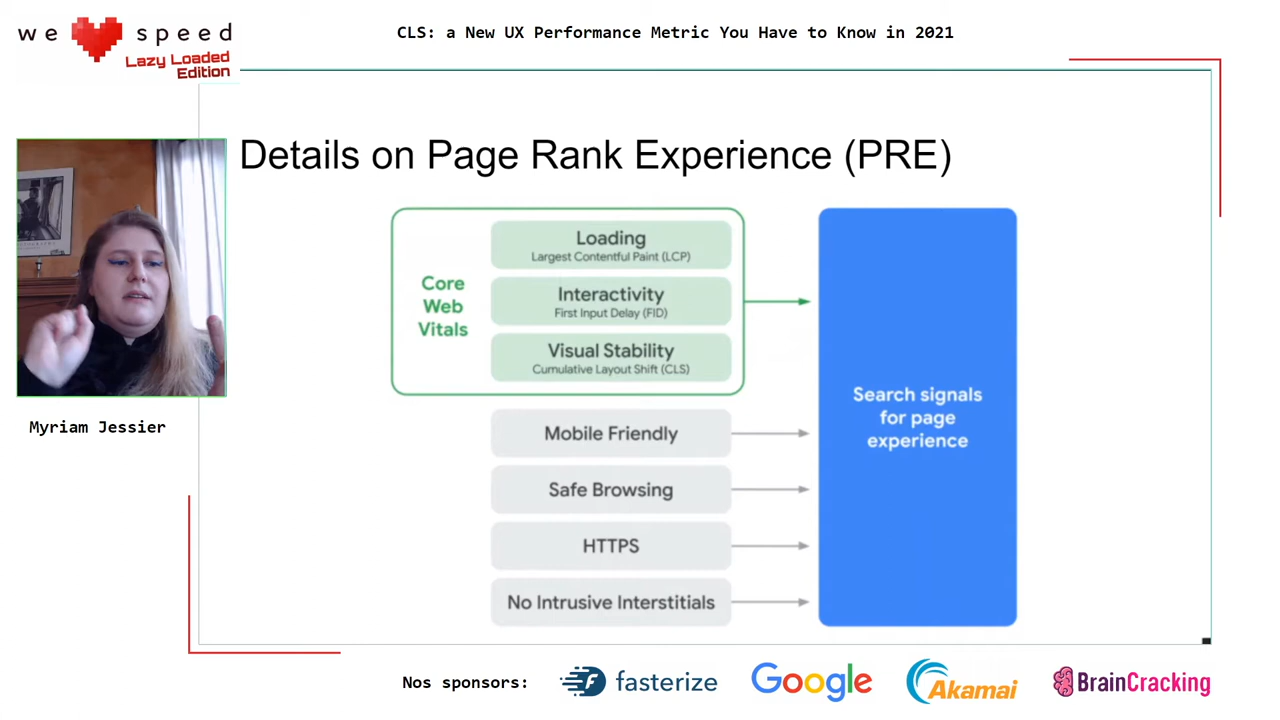 we speed
Lazy Loaded
Edition
CLS: a New UX Performance Metric You Have to Know in 2021
Details on Page Rank Experience (PRE)
Core
Web
Vitals
Loading
Largest Contentful Paint (LCP)
Interactivity
First Input Delay (FID)
Visual Stability
Cumulative Layout Shift (CLS)
Mobile Friendly
Safe Browsing
HTTPS
No Intrusive Interstitials
Search signals
for page
experience
Myriam Jessier
Nos sponsors:
fasterize
Google
Akamai
BrainCracking